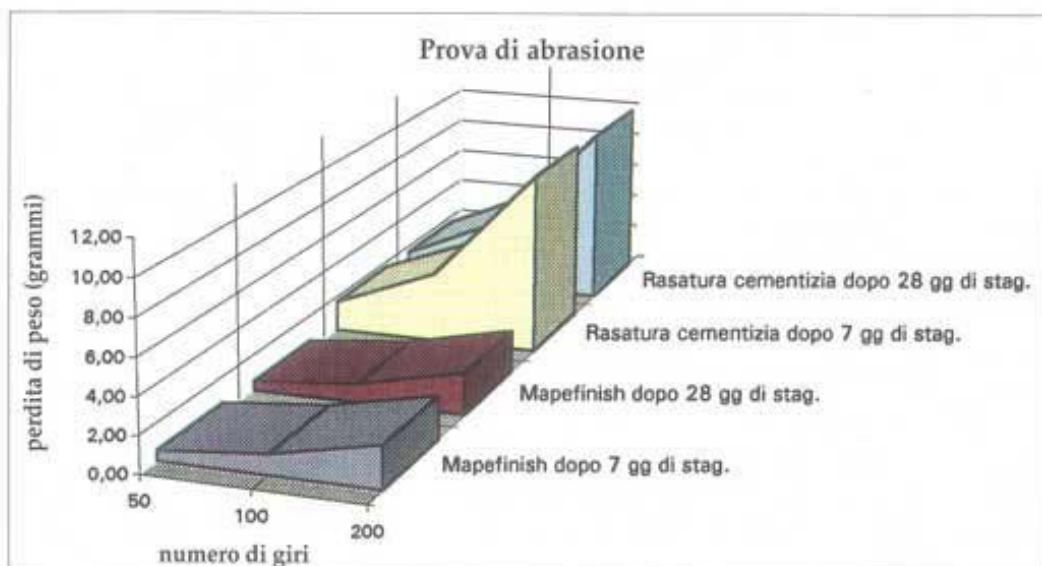 Prova di abrasione
perdita di peso (grammi)
12,00
10,00
8,00
6,00
4,00
2,00
0,00
50
100
200
numero di giri
Rasatura cementizia dopo 28 gg di stag.
Rasatura cementizia dopo 7 gg di stag.
Mapefinish dopo 28 gg di stag.
Mapefinish dopo 7 gg di stag.